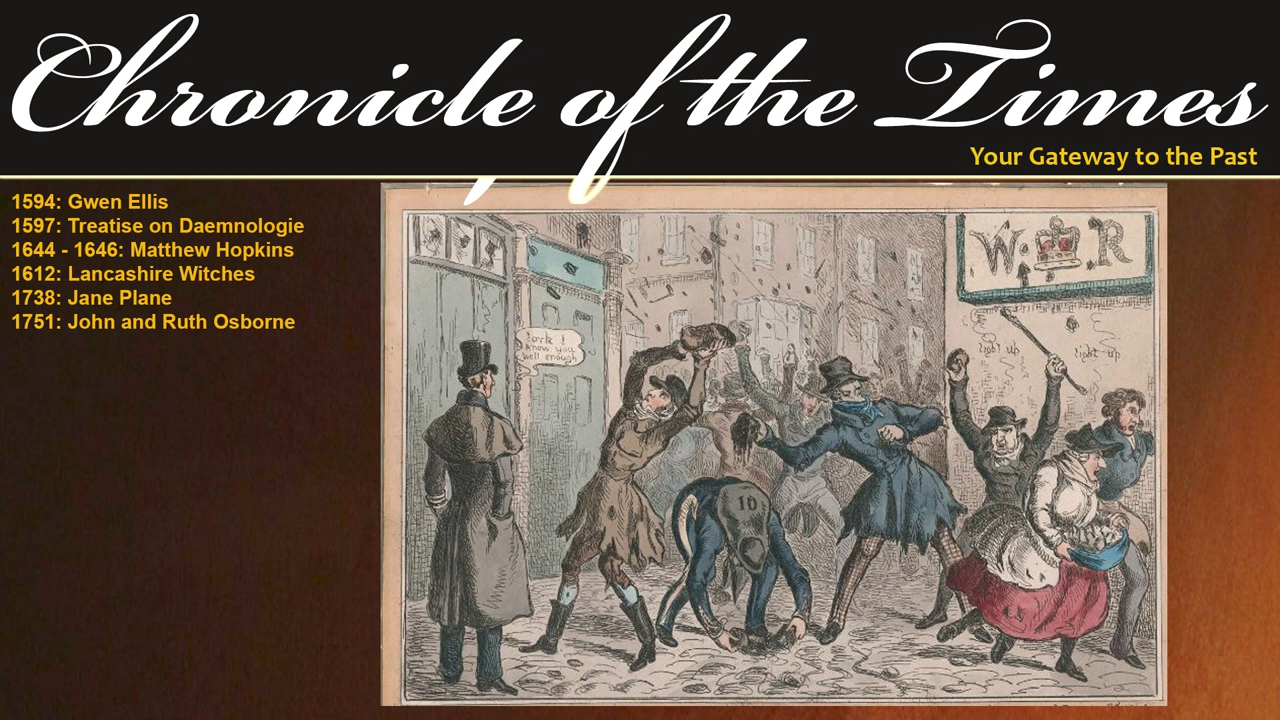 Chronicle of the Times
Your Gateway to the Past
1594: Gwen Ellis
1597: Treatise on Daemnologie
1644 - 1646: Matthew Hopkins
1612: Lancashire Witches
1738: Jane Plane
1751: John and Ruth Osborne
W R
know you
well enough
light up
light up
10